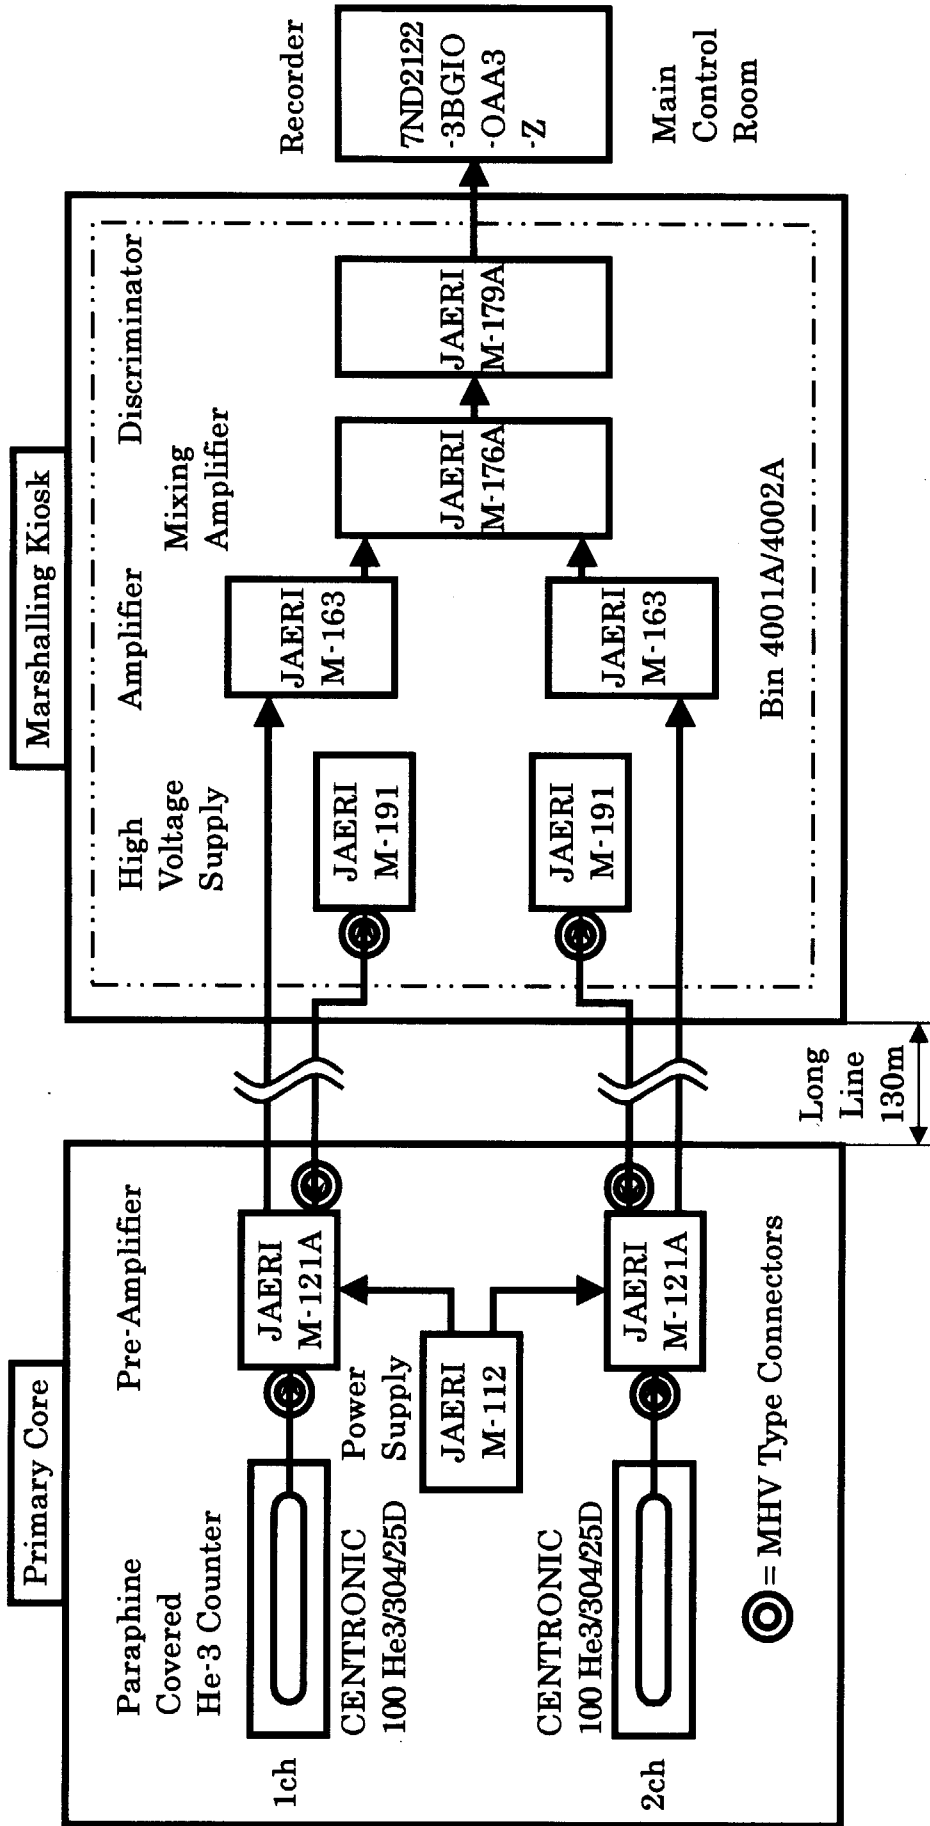 Primary Core
Paraphine
Covered
He-3 Counter
Pre-Amplifier
1ch
CENTRONIC
100 He3/304/25D
JAERI
M-121A
Power
Supply
JAERI
M-112
2ch
CENTRONIC
100 He3/304/25D
JAERI
M-121A
= MHV Type Connectors
Long
Line
130m
Marshalling Kiosk
High
Voltage
Supply
Amplifier
Mixing
Amplifier
Discriminator
JAERI
M-191
JAERI
M-191
JAERI
M-163
JAERI
M-163
JAERI
M-176A
JAERI
M-179A
Bin 4001A/4002A
Recorder
7ND2122
-3BGIO
-OAA3
-Z
Main
Control
Room